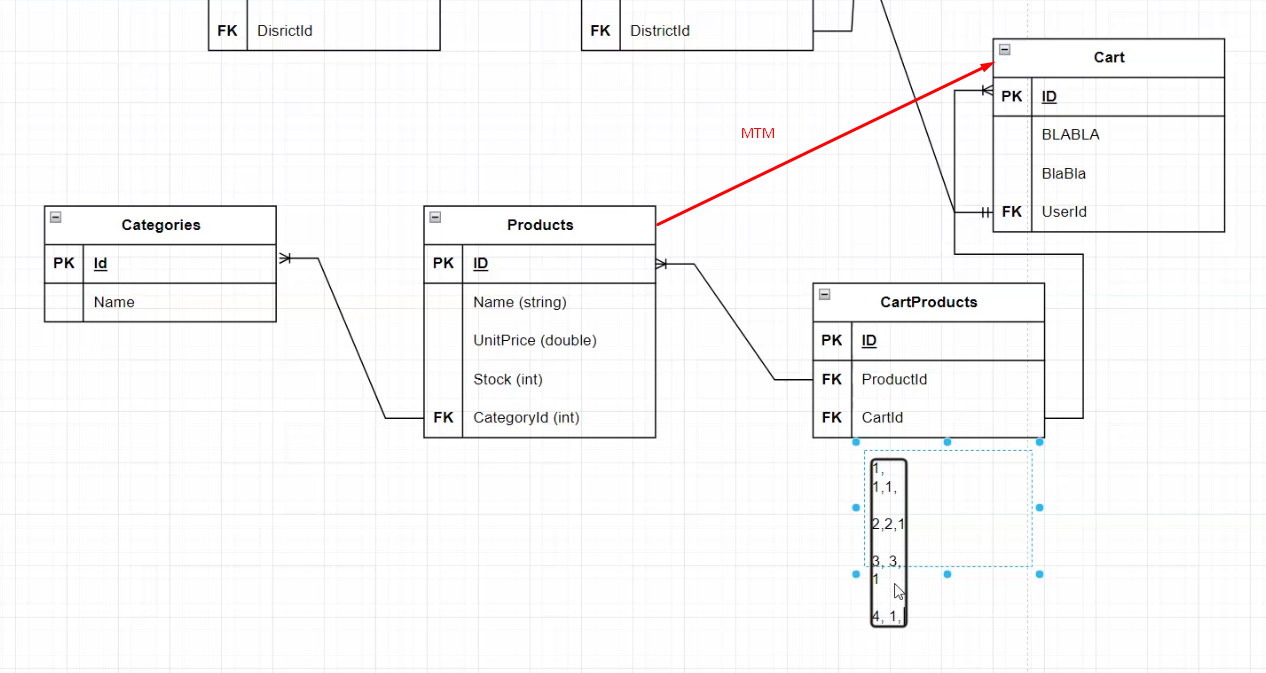 FK DisrictId
FK DistrictId
Cart
PK ID
BLABLA
BlaBla
FK UserId
MTM
Categories
PK Id
Name
Products
PK ID
Name (string)
UnitPrice (double)
Stock (int)
FK CategoryId (int)
CartProducts
PK ID
FK ProductId
FK CartId
1,
1,1,
2,2,1
3, 3,
1
4, 1,